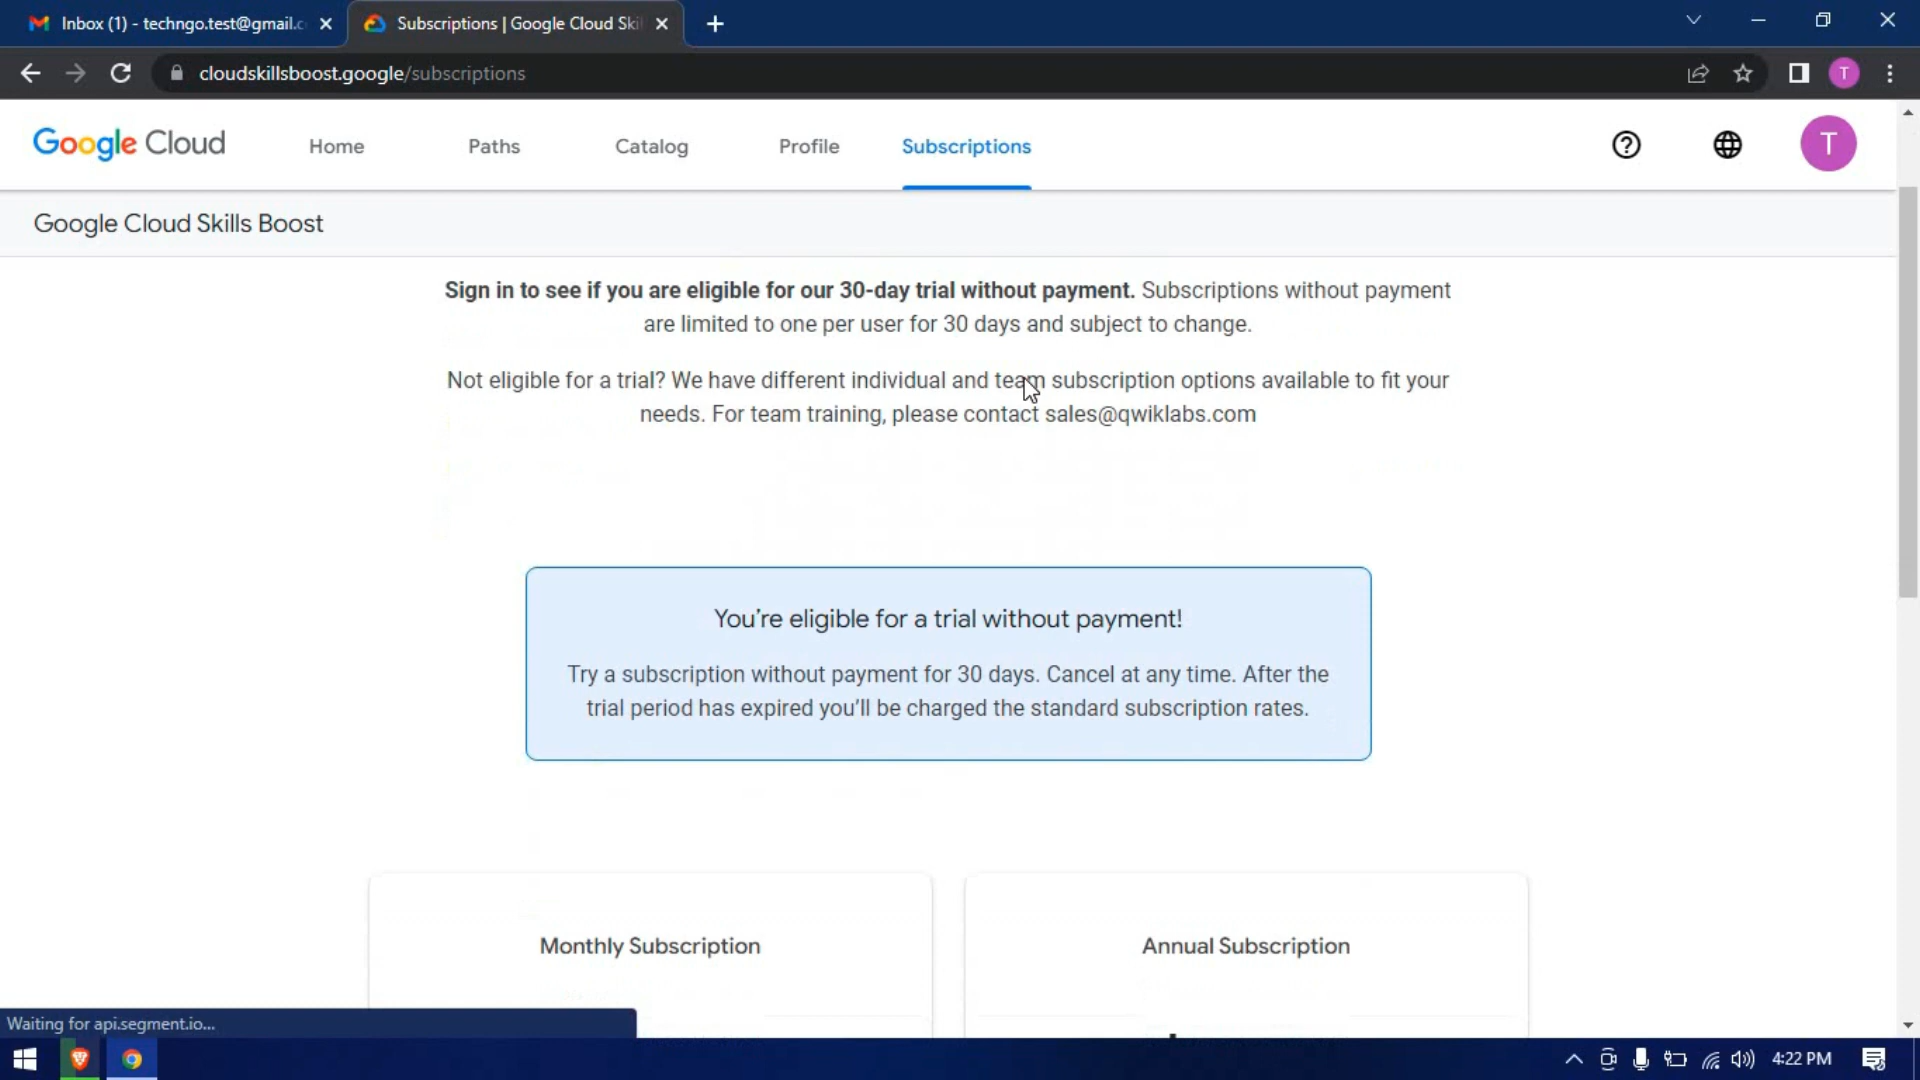 Inbox (1) - techngo.test@gmail.c
Subscriptions | Google Cloud Ski
cloudskillsboost.google/subscriptions
T
Google Cloud
Home
Paths
Catalog
Profile
Subscriptions
T
Google Cloud Skills Boost
Sign in to see if you are eligible for our 30-day trial without payment. Subscriptions without payment
are limited to one per user for 30 days and subject to change.
Not eligible for a trial? We have different individual and team subscription options available to fit your
needs. For team training, please contact sales@qwiklabs.com
You're eligible for a trial without payment!
Try a subscription without payment for 30 days. Cancel at any time. After the
trial period has expired you'll be charged the standard subscription rates.
Monthly Subscription
Annual Subscription
Waiting for api.segment.io...
4:22 PM